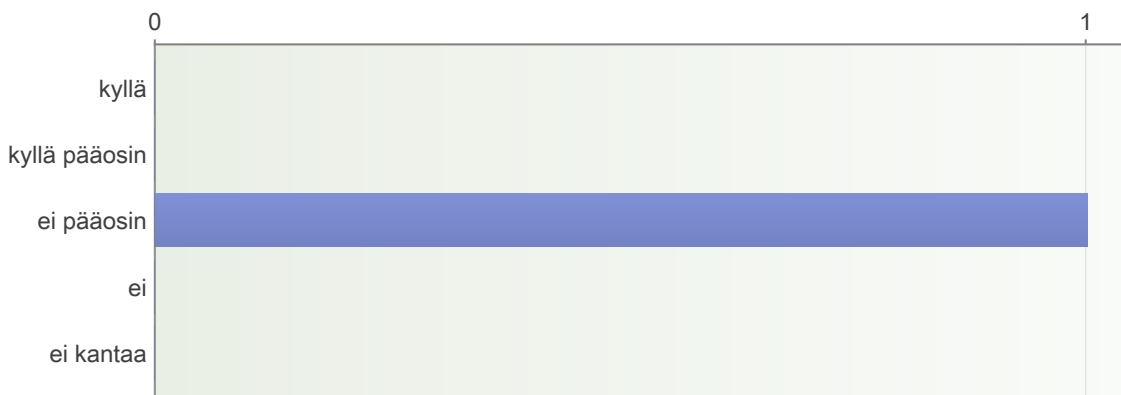 0 1
kyllä
kyllä pääosin
ei pääosin
ei
ei kantaa